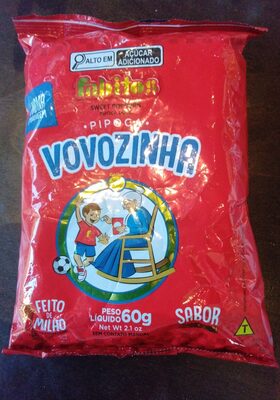 ALTO EM
AÇÚCAR
ADICIONADO
SWEET POPCORN
PIPOCA
VOVOZINHA
FEITO
DE
MILHO
PESO
LÍQUIDO 60g
Net Wt 2.1 oz
SABOR
T